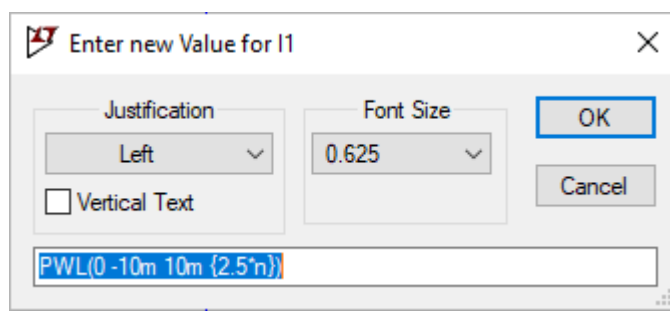 Enter new Value for I1
Justification
Font Size
OK
Left
0.625
Vertical Text
Cancel
PWL(0 -10m 10m {2.5*n})